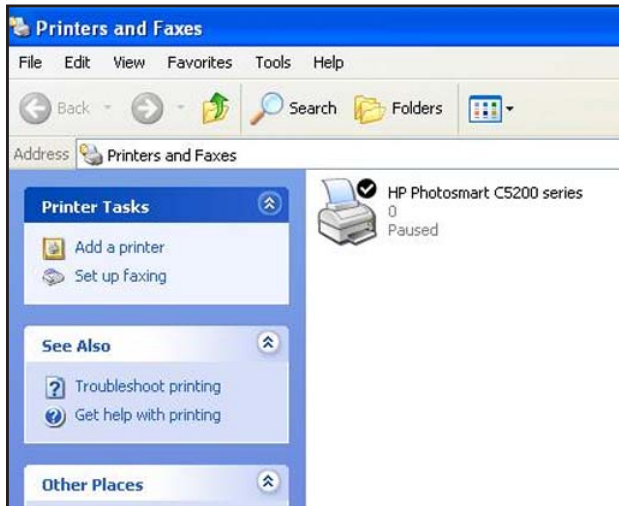 Printers and Faxes
File Edit View Favorites Tools Help
Back Search Folders
Address Printers and Faxes
Printer Tasks
Add a printer
Set up faxing
See Also
Troubleshoot printing
Get help with printing
Other Places
HP Photosmart C5200 series
0
Paused